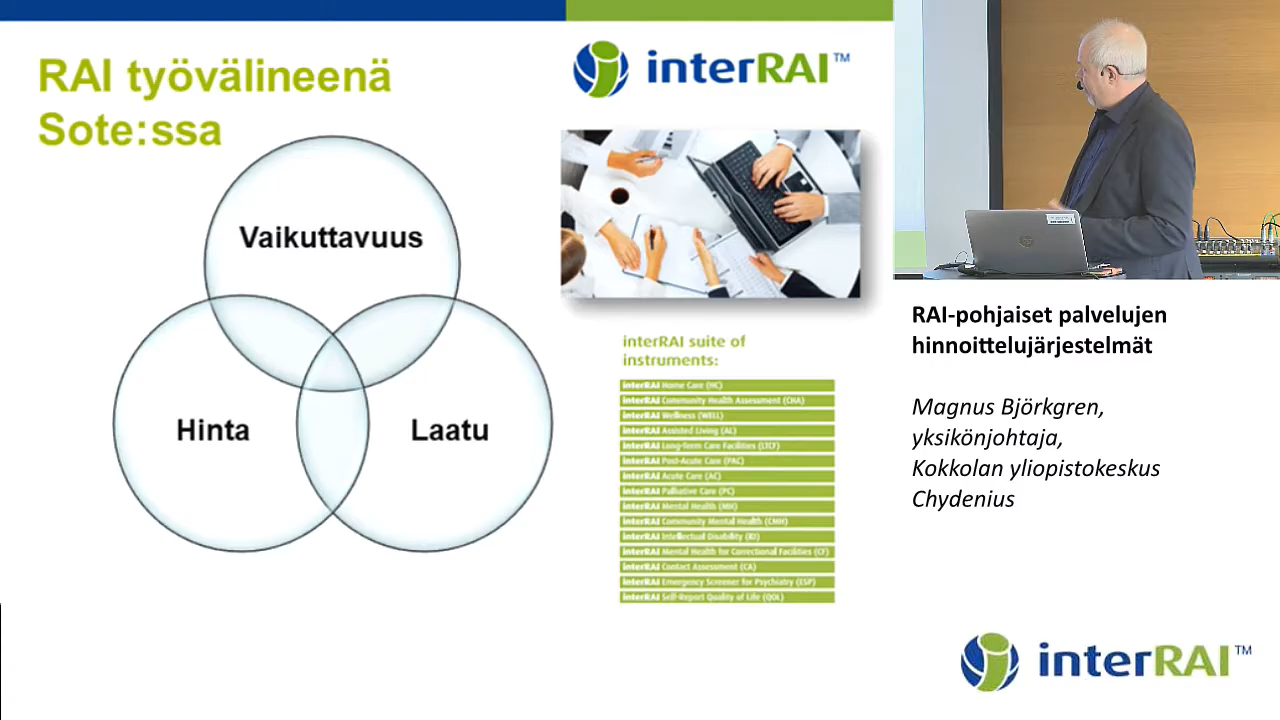 RAI työvälineenä
Sote:ssa
interRAI™
Vaikuttavuus
Hinta
Laatu
interRAI suite of
instruments:
interRAI Home Care (HC)
interRAI Community Health Assessment (CHA)
interRAI Wellness (WELL)
interRAI Assisted Living (AL)
interRAI Long-Term Care Facilities (LTCF)
interRAI Post-Acute Care (PAC)
interRAI Acute Care (AC)
interRAI Palliative Care (PC)
interRAI Mental Health (MH)
interRAI Community Mental Health (CMH)
interRAI Intellectual Disability (ID)
interRAI Mental Health for Correctional Facilities (CF)
interRAI Contact Assessment (CA)
interRAI Emergency Screener for Psychiatry (ESP)
interRAI Self-Report Quality of Life (QOL)
RAI-pohjaiset palvelujen
hinnoittelujärjestelmät
Magnus Björkgren,
yksikönjohtaja,
Kokkolan yliopistokeskus
Chydenius
interRAI™